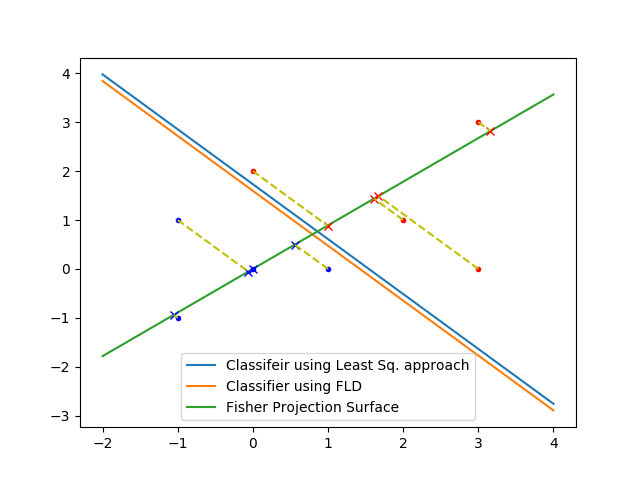 4
3
2
1
0
−1
−2
−3
Classifeir using Least Sq. approach
Classifier using FLD
Fisher Projection Surface
−2 −1 0 1 2 3 4